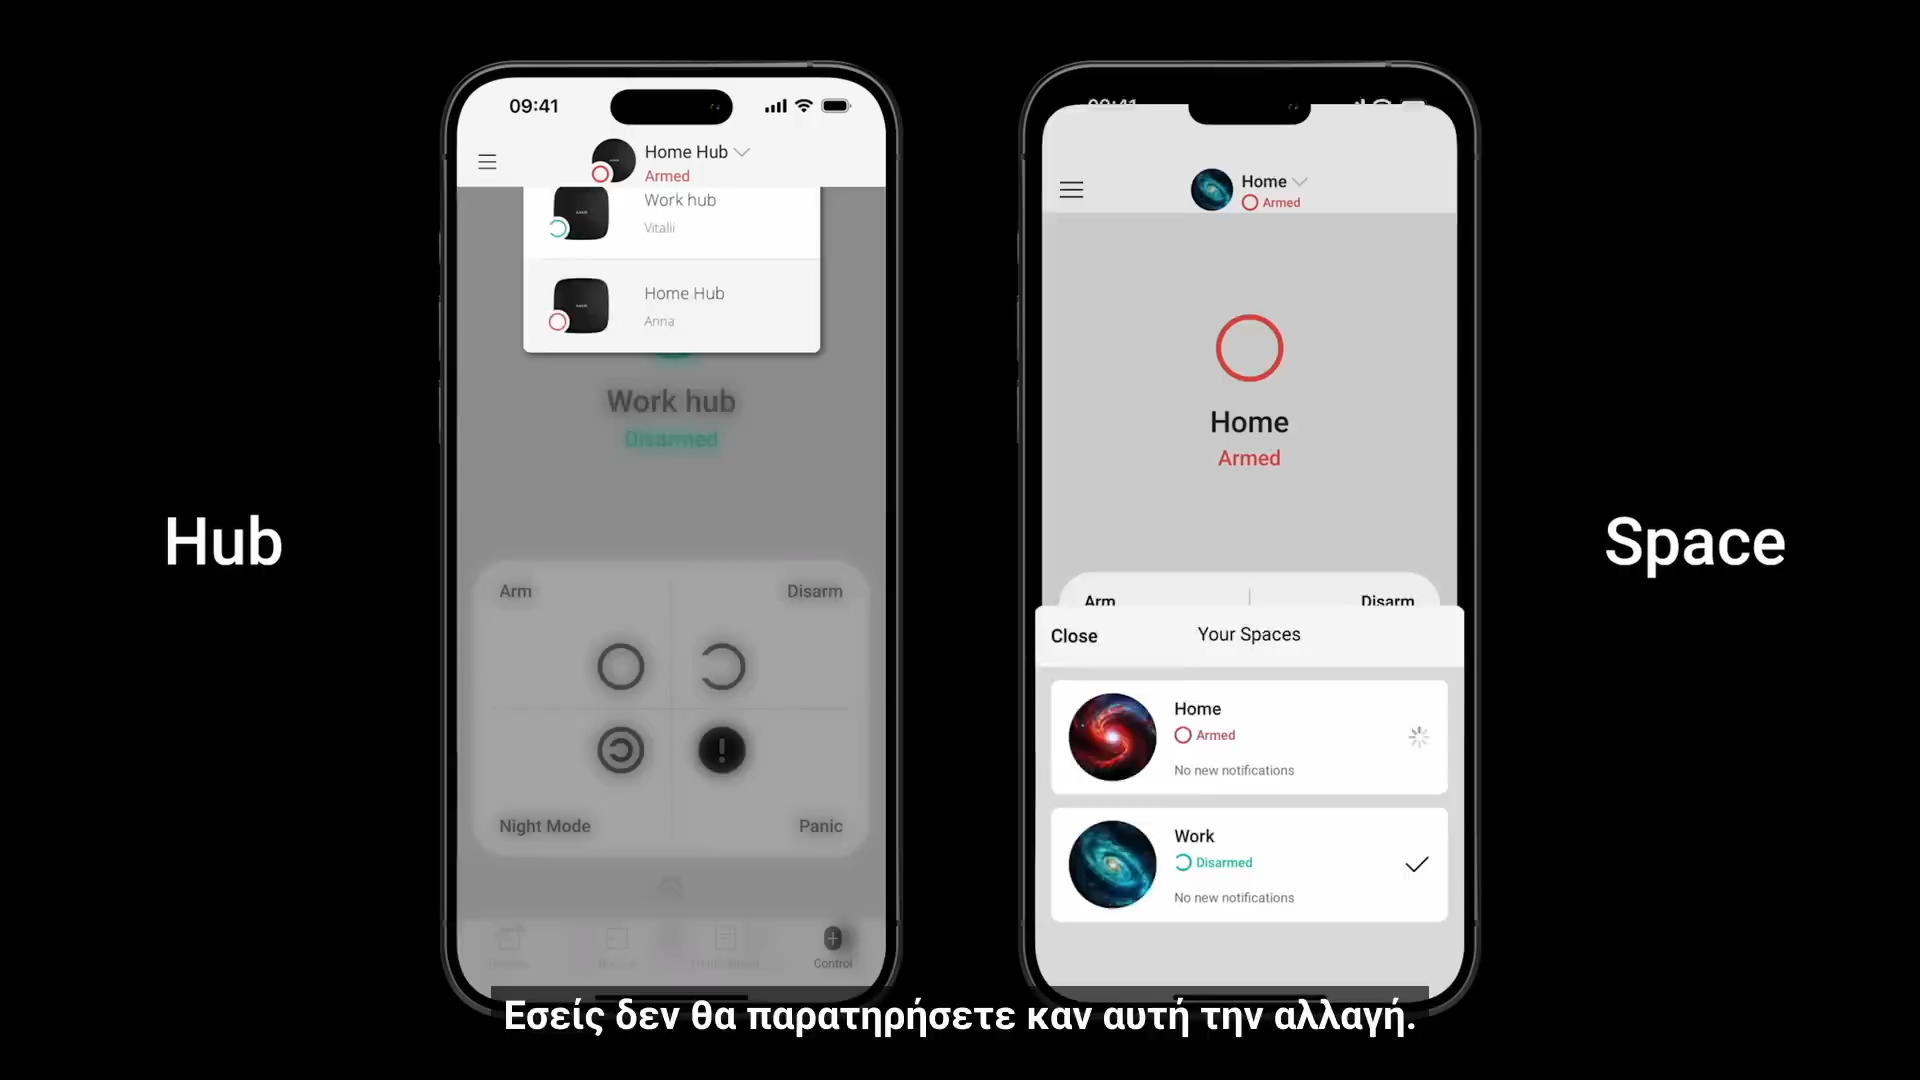 Hub
09:41
Home Hub
Armed
Work hub
Vitalii
Home Hub
Anna
Work hub
Disarmed
Arm
Disarm
Night Mode
Panic
Control
09:41
Home
Armed
Home
Armed
Arm
Disarm
Close
Your Spaces
Home
Armed
No new notifications
Work
Disarmed
No new notifications
Space
Εσείς δεν θα παρατηρήσετε καν αυτή την αλλαγή.